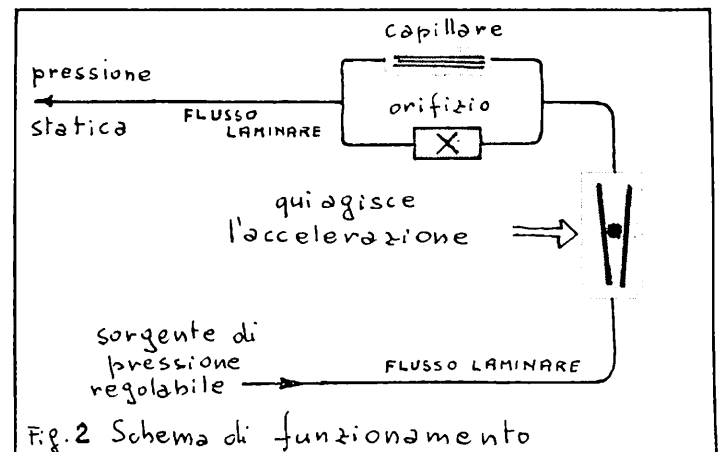 capillare
pressione
statica
FLUSSO
LAMINARE
orifizio
qui agisce
l'accelerazione
sorgente di
pressione
regolabile
FLUSSO LAMINARE
Fig. 2 Schema di funzionamento